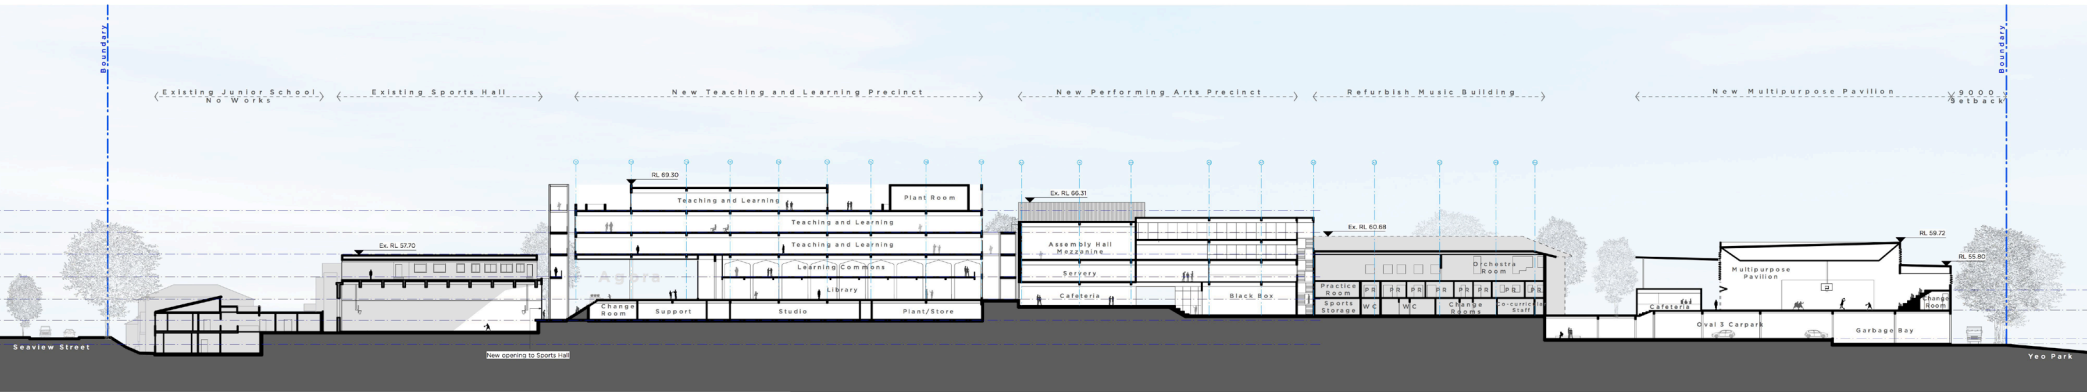 Boundary
Boundary
Existing Junior School
No Works
Existing Sports Hall
New Teaching and Learning Precinct
New Performing Arts Precinct
Refurbish Music Building
New Multipurpose Pavilion
9000
Setback
RL 69.30
Ex. RL 66.31
Ex. RL 60.68
RL 59.72
RL 55.80
Ex. RL 57.70
Teaching and Learning
Plant Room
Teaching and Learning
Teaching and Learning
Learning Commons
Agora
Library
Change
Room
Support
Studio
Plant/Store
Assembly Hall
Mezzanine
Servery
Cafeteria
Black Box
Orchestra
Room
Practice
Room
PR
PR
PR
PR
PR
PR
Sports
Storage
WC
WC
Change
Rooms
Co-curricular
Staff
Multipurpose
Pavilion
Cafeteria
Change
Room
Oval 3 Carpark
Garbage Bay
Seaview Street
New opening to Sports Hall
Yeo Park